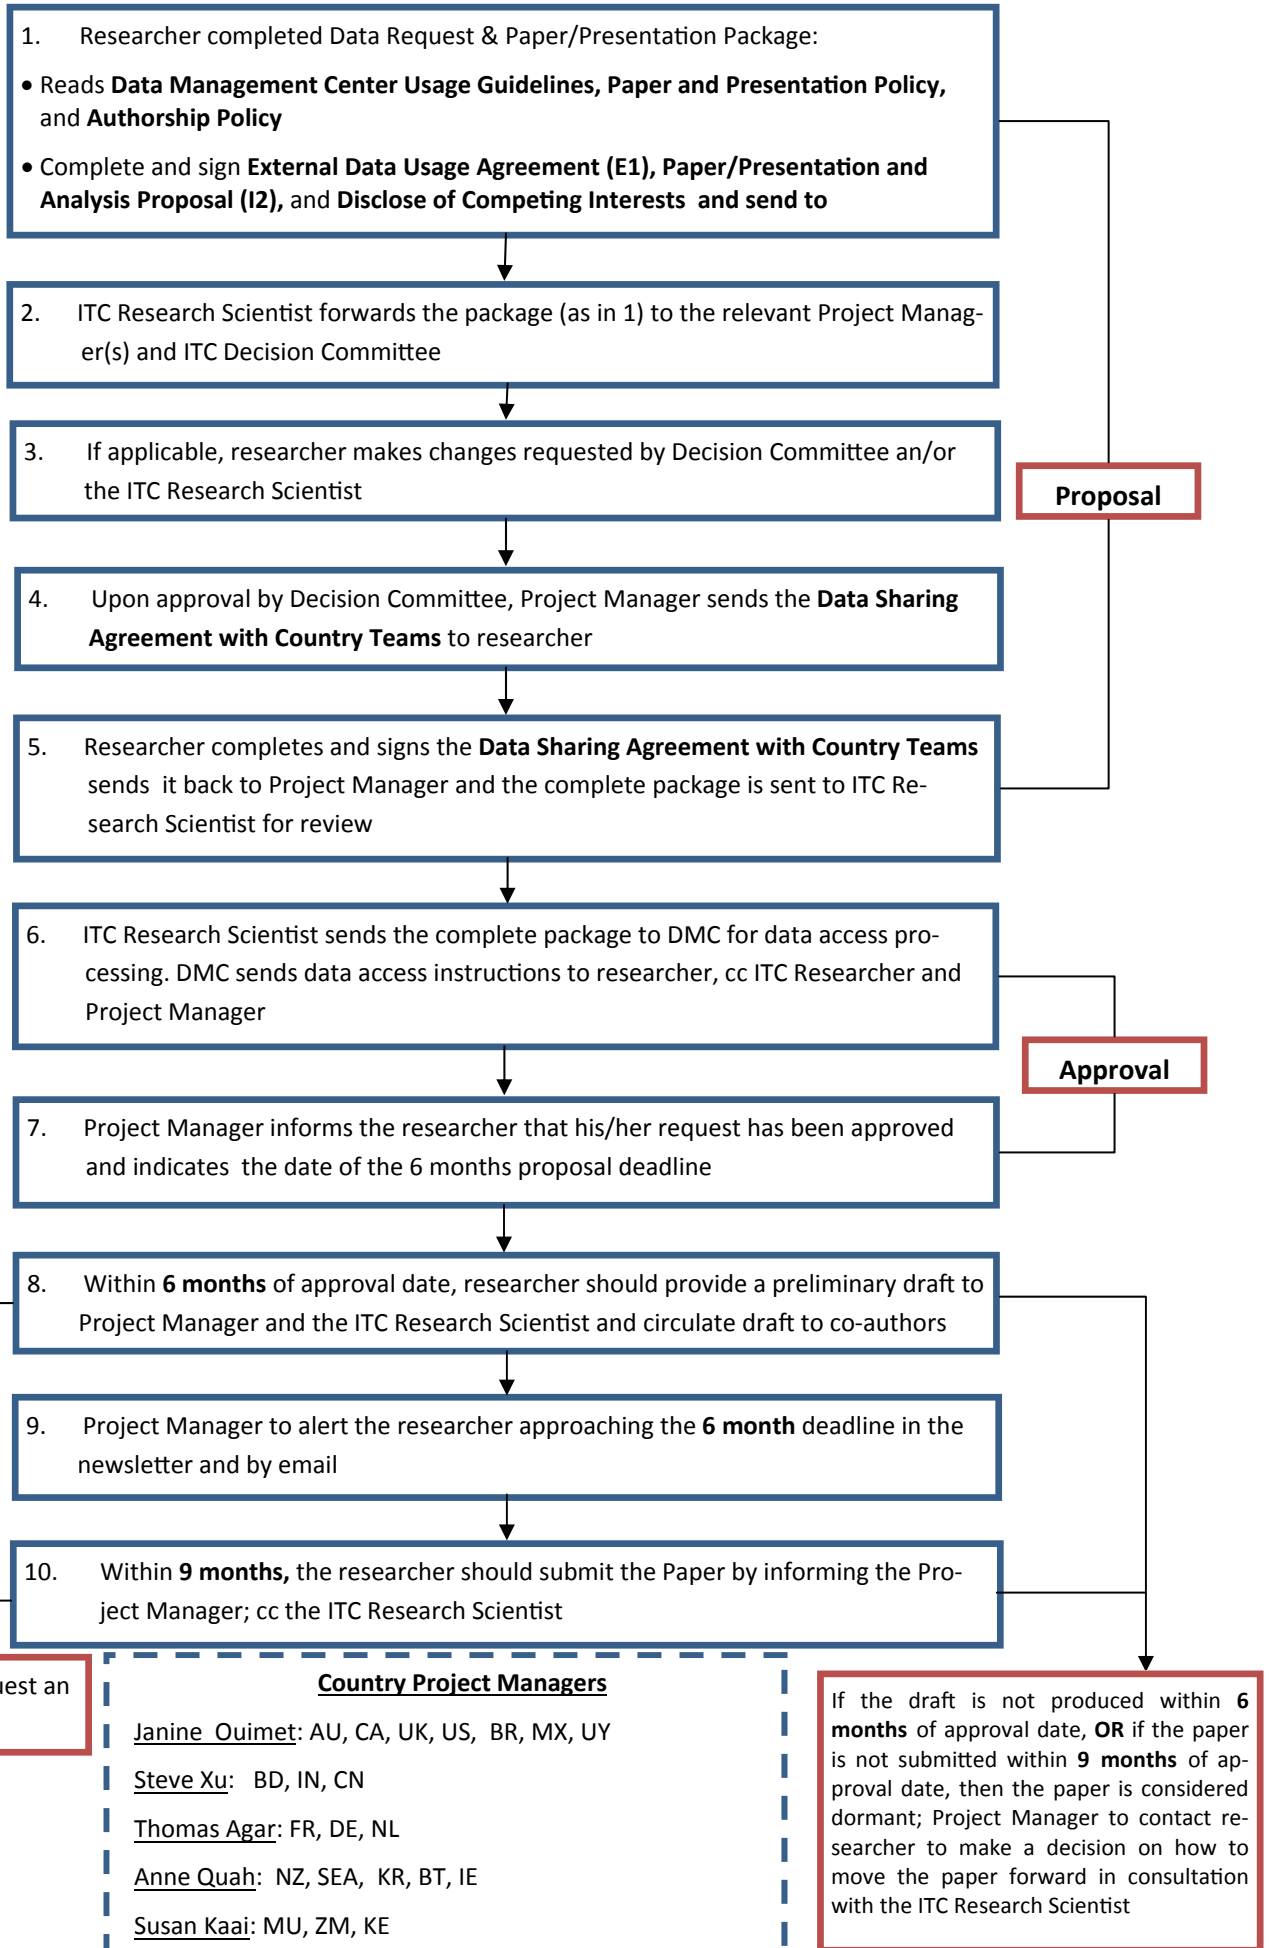 1. Researcher completed Data Request & Paper/Presentation Package:
• Reads Data Management Center Usage Guidelines, Paper and Presentation Policy,
and Authorship Policy
• Complete and sign External Data Usage Agreement (E1), Paper/Presentation and
Analysis Proposal (I2), and Disclose of Competing Interests and send to
2. ITC Research Scientist forwards the package (as in 1) to the relevant Project Manag-
er(s) and ITC Decision Committee
3. If applicable, researcher makes changes requested by Decision Committee an/or
the ITC Research Scientist
Proposal
4. Upon approval by Decision Committee, Project Manager sends the Data Sharing
Agreement with Country Teams to researcher
5. Researcher completes and signs the Data Sharing Agreement with Country Teams
sends it back to Project Manager and the complete package is sent to ITC Re-
search Scientist for review
6. ITC Research Scientist sends the complete package to DMC for data access pro-
cessing. DMC sends data access instructions to researcher, cc ITC Researcher and
Project Manager
Approval
7. Project Manager informs the researcher that his/her request has been approved
and indicates the date of the 6 months proposal deadline
8. Within 6 months of approval date, researcher should provide a preliminary draft to
Project Manager and the ITC Research Scientist and circulate draft to co-authors
9. Project Manager to alert the researcher approaching the 6 month deadline in the
newsletter and by email
10. Within 9 months, the researcher should submit the Paper by informing the Pro-
ject Manager; cc the ITC Research Scientist
uest an
Country Project Managers
Janine Ouimet: AU, CA, UK, US, BR, MX, UY
Steve Xu: BD, IN, CN
Thomas Agar: FR, DE, NL
Anne Quah: NZ, SEA, KR, BT, IE
Susan Kaai: MU, ZM, KE
If the draft is not produced within 6
months of approval date, OR if the paper
is not submitted within 9 months of ap-
proval date, then the paper is considered
dormant; Project Manager to contact re-
searcher to make a decision on how to
move the paper forward in consultation
with the ITC Research Scientist